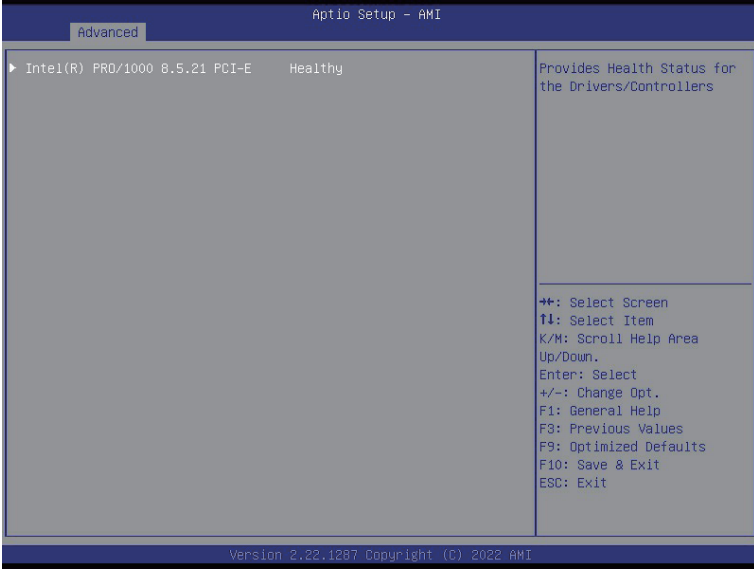 Aptio Setup – AMI
Advanced
▶ Intel(R) PRO/1000 8.5.21 PCI-E Healthy
Provides Health Status for
the Drivers/Controllers
→←: Select Screen
↑↓: Select Item
K/M: Scroll Help Area
Up/Down.
Enter: Select
+/-: Change Opt.
F1: General Help
F3: Previous Values
F9: Optimized Defaults
F10: Save & Exit
ESC: Exit
Version 2.22.1287 Copyright (C) 2022 AMI